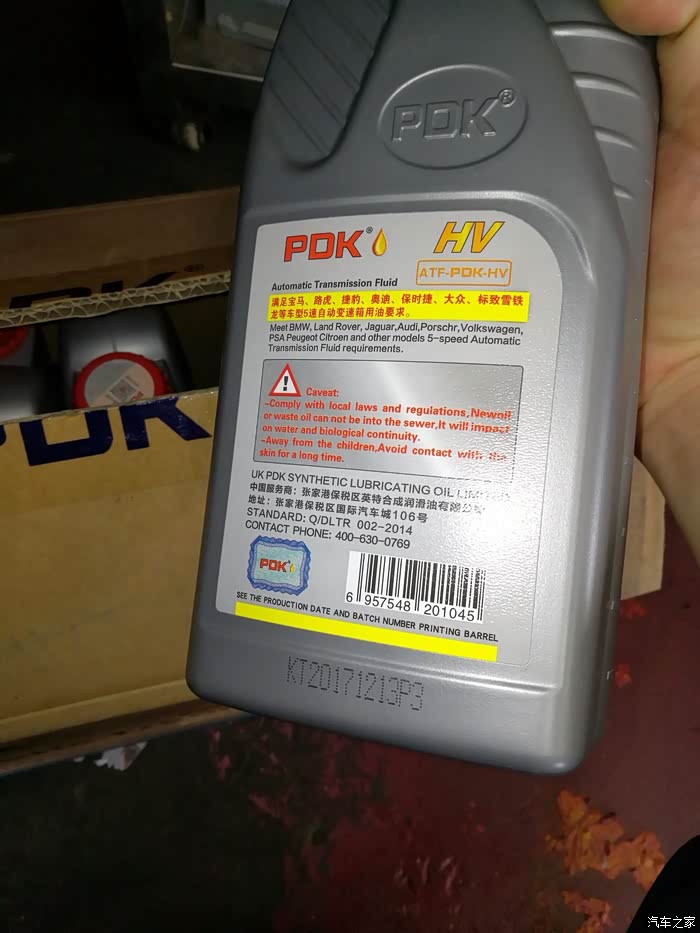 PDK®
PDK® HV
ATF-PDK-HV
Automatic Transmission Fluid
满足宝马、路虎、捷豹、奥迪、保时捷、大众、标致雪铁
龙等车型5速自动变速箱用油要求。
Meet BMW, Land Rover, Jaguar,Audi,Porschr,Volkswagen,
PSA Peugeot Citroen and other models 5-speed Automatic
Transmission Fluid requirements.
Caveat:
-Comply with local laws and regulations,Newoil
or waste oil can not be into the sewer,It will impact
on water and biological continuity.
-Away from the children,Avoid contact with the
skin for a long time.
UK PDK SYNTHETIC LUBRICATING OIL LIMITED
中国服务商：张家港保税区英特合成润滑油有限公司
地址：张家港保税区国际汽车城106号
STANDARD: Q/DLTR 002-2014
CONTACT PHONE: 400-630-0769
PDK
6 957548 201045
SEE THE PRODUCTION DATE AND BATCH NUMBER PRINTING BARREL
KT20171213P3
PDK
汽车之家